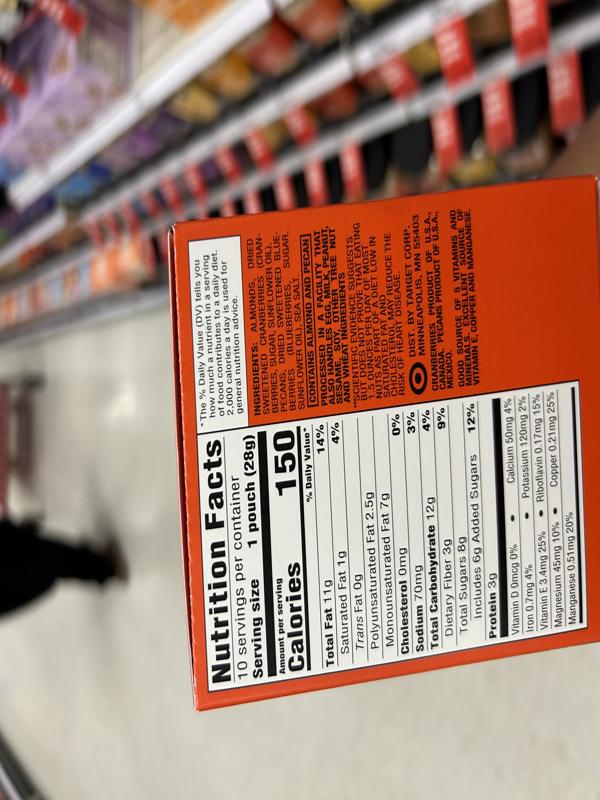 Nutrition Facts
10 servings per container
Serving size 1 pouch (28g)
Amount per serving
Calories 150
% Daily Value*
Total Fat 11g 14%
Saturated Fat 1g 4%
Trans Fat 0g
Polyunsaturated Fat 2.5g
Monounsaturated Fat 7g
Cholesterol 0mg 0%
Sodium 70mg 3%
Total Carbohydrate 12g 4%
Dietary Fiber 3g 9%
Total Sugars 8g
Includes 6g Added Sugars 12%
Protein 3g
Vitamin D 0mcg 0% • Calcium 50mg 4%
Iron 0.7mg 4% • Potassium 120mg 2%
Vitamin E 3.4mg 25% • Riboflavin 0.17mg 15%
Magnesium 45mg 10% • Copper 0.21mg 25%
Manganese 0.51mg 20%
* The % Daily Value (DV) tells you
how much a nutrient in a serving
of food contributes to a daily diet.
2,000 calories a day is used for
general nutrition advice.
INGREDIENTS: ALMONDS, DRIED
SWEETENED CRANBERRIES (CRAN-
BERRIES, SUGAR, SUNFLOWER OIL),
PECANS, DRIED SWEETENED BLUE-
BERRIES (BLUEBERRIES, SUGAR,
SUNFLOWER OIL), SEA SALT.
CONTAINS ALMOND AND PECAN
PROCESSED IN A FACILITY THAT
ALSO HANDLES EGG, MILK, PEANUT,
SESAME, SOY, OTHER TREE NUT
AND WHEAT INGREDIENTS
**SCIENTIFIC EVIDENCE SUGGESTS
BUT DOES NOT PROVE THAT EATING
1.5 OUNCES PER DAY OF MOST
NUTS, AS PART OF A DIET LOW IN
SATURATED FAT AND
CHOLESTEROL, MAY REDUCE THE
RISK OF HEART DISEASE.
DIST. BY TARGET CORP.
MINNEAPOLIS, MN 55403
CRANBERRIES PRODUCT OF U.S.A.,
CANADA. PECANS PRODUCT OF U.S.A.,
MEXICO.
GOOD SOURCE OF 5 VITAMINS AND
MINERALS. GOOD SOURCE OF
VITAMIN E, COPPER AND MANGANESE